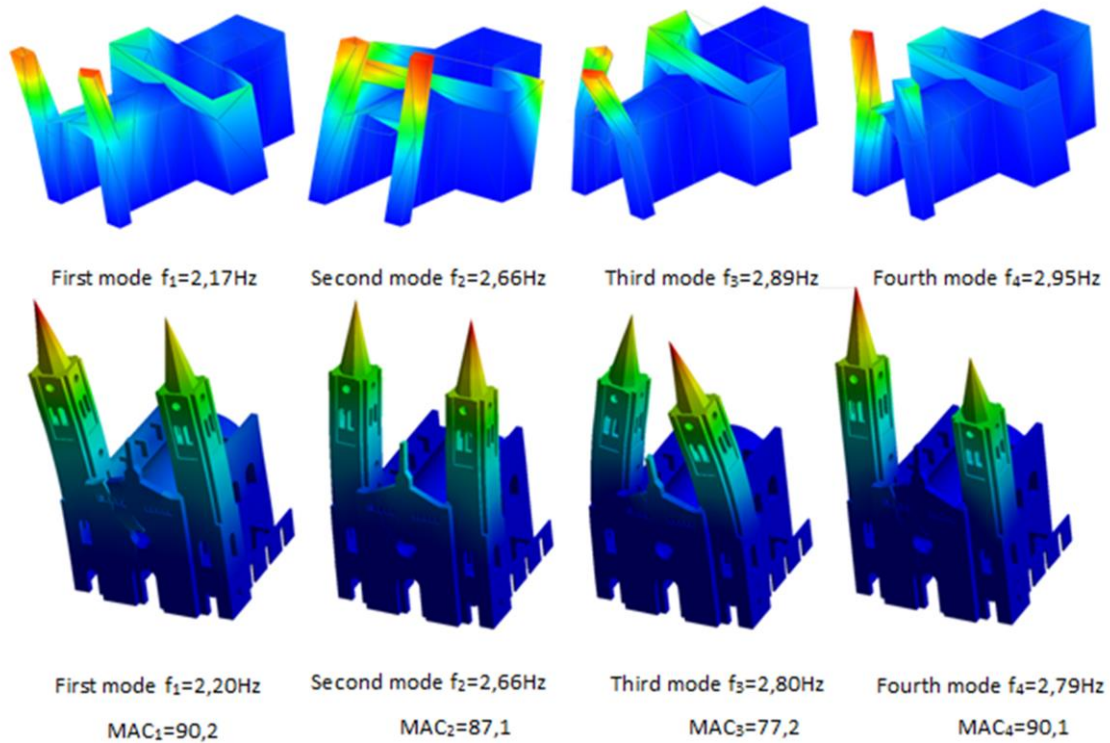 First mode f₁=2,17Hz
Second mode f₂=2,66Hz
Third mode f₃=2,89Hz
Fourth mode f₄=2,95Hz
First mode f₁=2,20Hz
Second mode f₂=2,66Hz
Third mode f₃=2,80Hz
Fourth mode f₄=2,79Hz
MAC₁=90,2
MAC₂=87,1
MAC₃=77,2
MAC₄=90,1